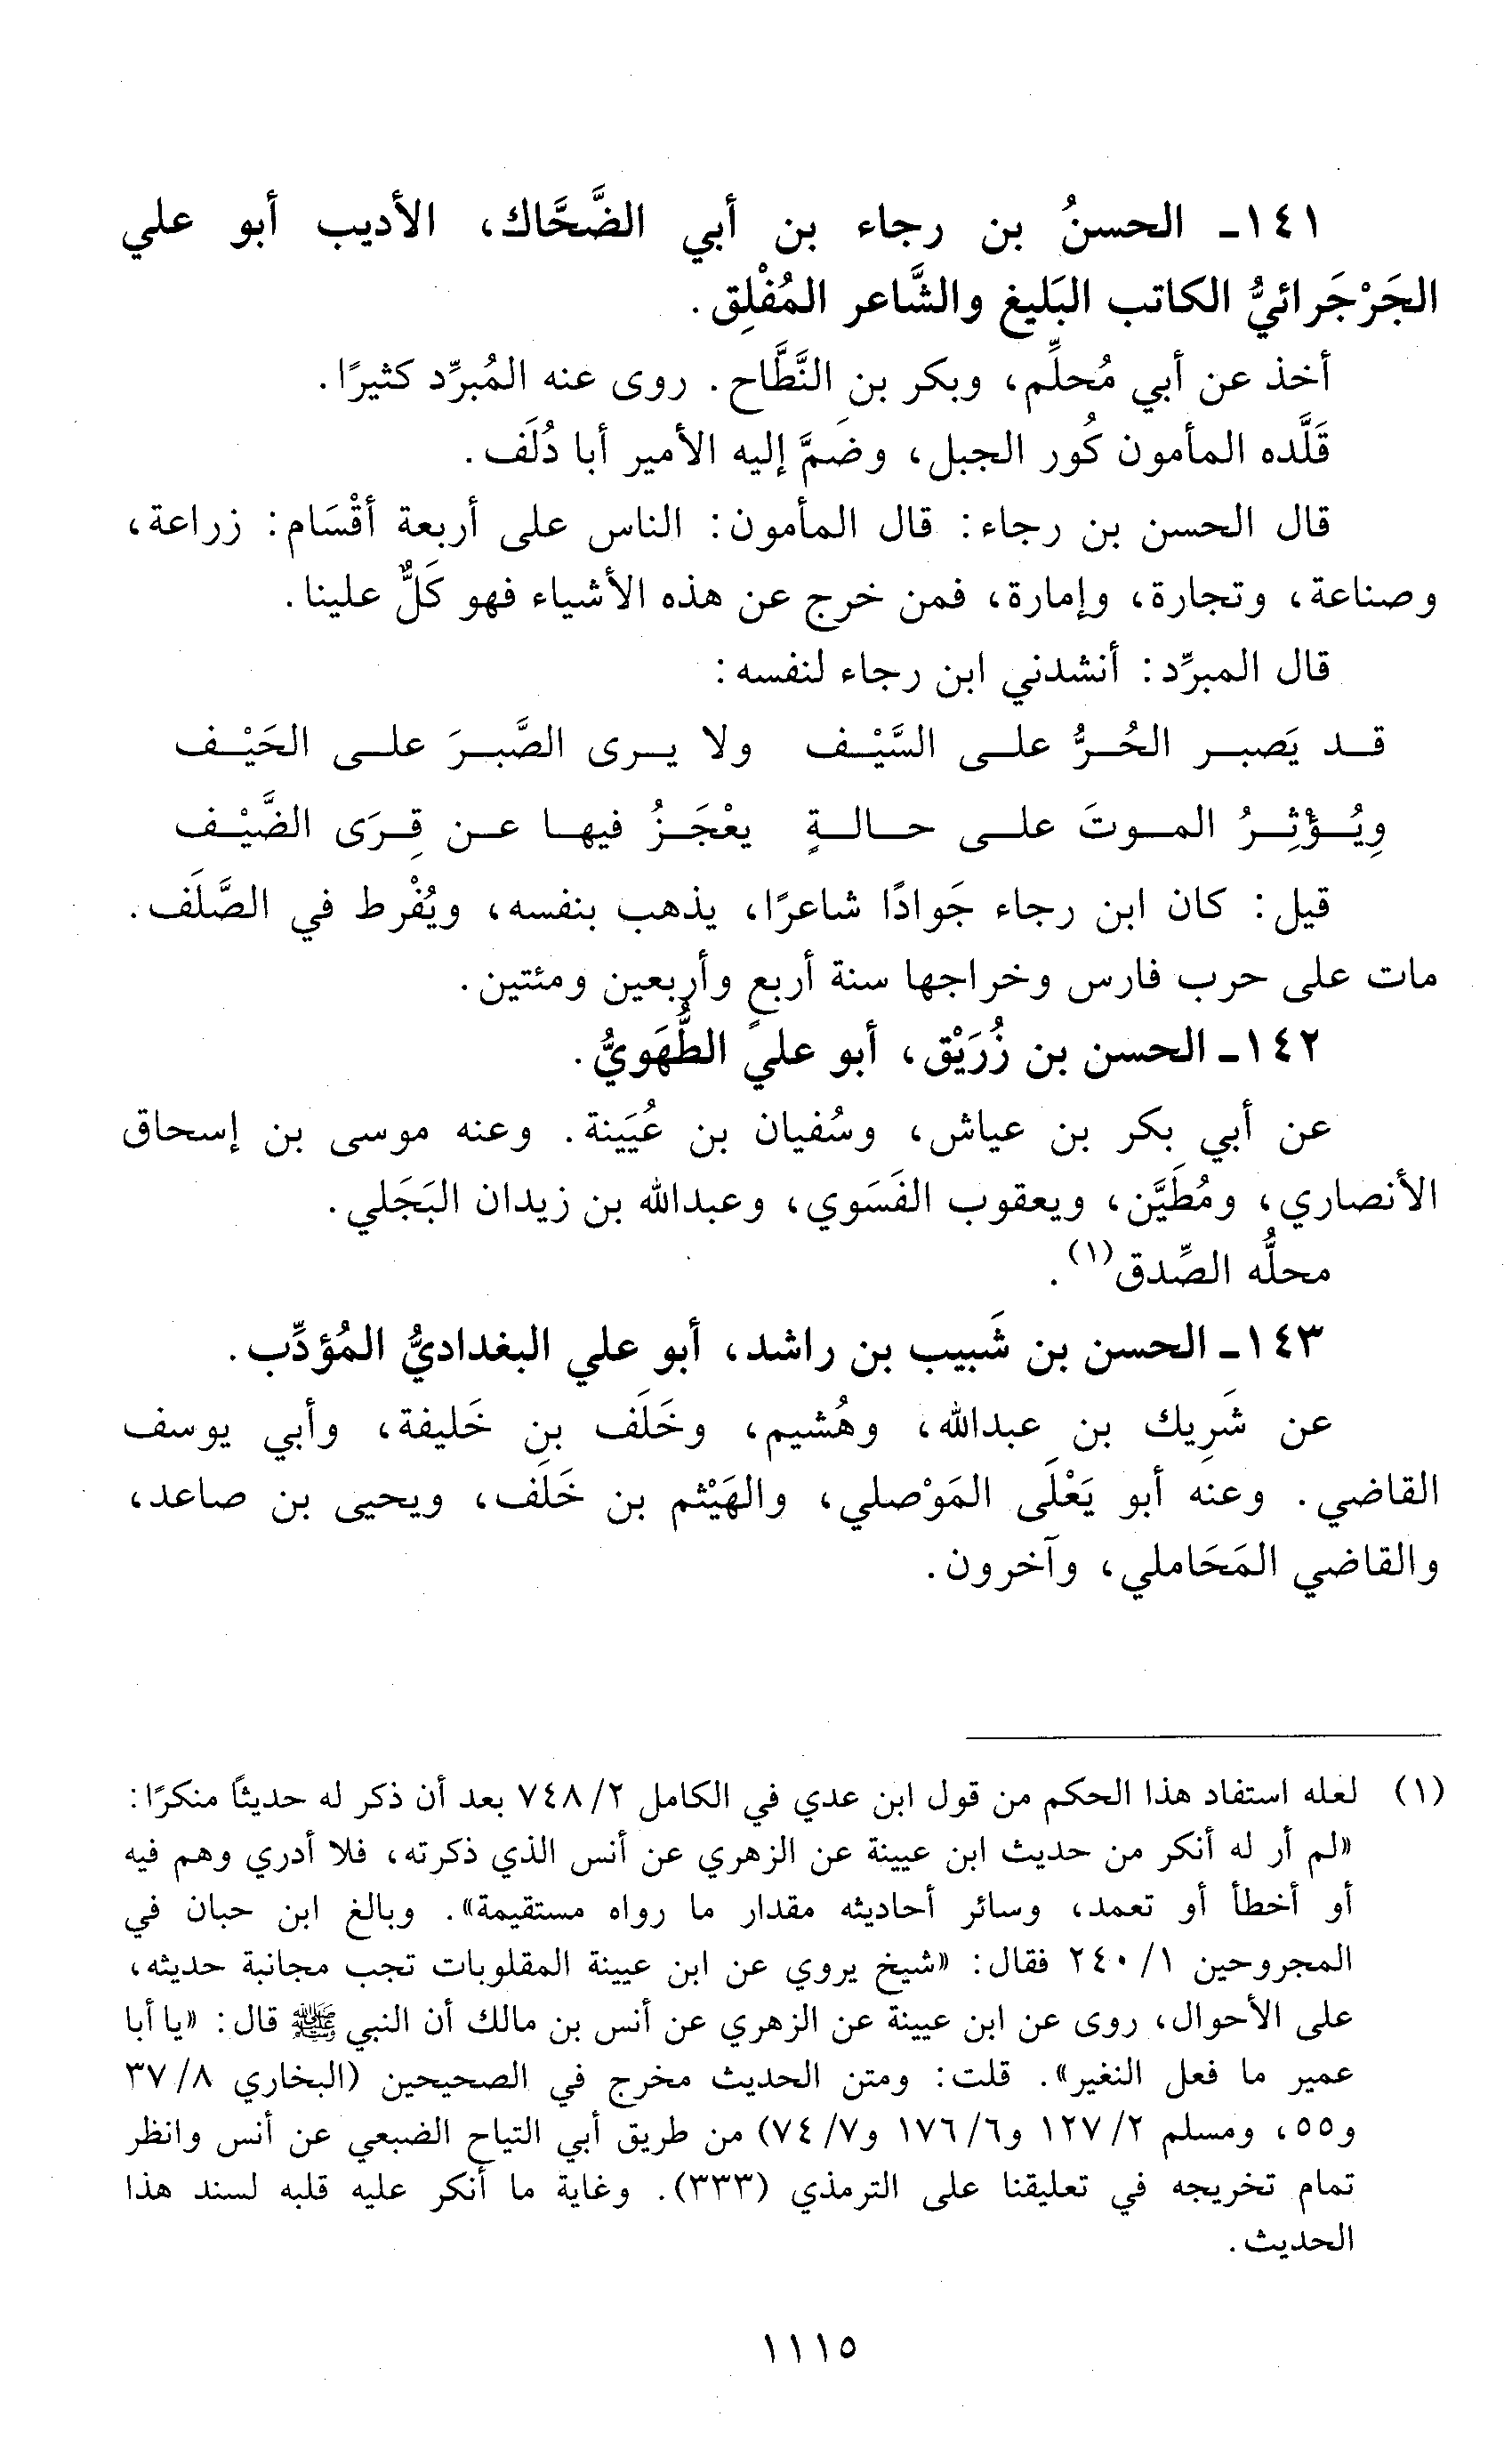 ١٤١- الحسنُ بن رجاء بن أبي الضَّحَّاك، الأديب أبو علي
الجَرْجَرائيُّ الكاتب البَليغ والشَّاعر المُفْلِق.
أخذ عن أبي مُحلِّم، وبكر بن النَّطَّاح. روى عنه المُبرِّد كثيرًا.
قَلَّده المأمون كُور الجبل، وضَمَّ إليه الأمير أبا دُلَف.
قال الحسن بن رجاء: قال المأمون: الناس على أربعة أقْسَام: زراعة،
وصناعة، وتجارة، وإمارة، فمن خرج عن هذه الأشياء فهو كَلٌّ علينا.
قال المبرِّد: أنشدني ابن رجاء لنفسه:
قد يَصبر الحُرُّ على السَّيْف ولا يرى الصَّبرَ على الحَيْف
ويُؤْثِرُ الموتَ على حالةٍ يعْجَزُ فيها عن قِرَى الضَّيْف
قيل: كان ابن رجاء جَوادًا شاعرًا، يذهب بنفسه، ويُفْرط في الصَّلَف.
مات على حرب فارس وخراجها سنة أربعٍ وأربعين ومئتين.
١٤٢- الحسن بن زُرَيْق، أبو علي الطُّهَويُّ.
عن أبي بكر بن عياش، وسُفيان بن عُيَينة. وعنه موسى بن إسحاق
الأنصاري، ومُطَيَّن، ويعقوب الفَسَوي، وعبدالله بن زيدان البَجَلي.
محلُّه الصِّدق(١).
١٤٣- الحسن بن شَبيب بن راشد، أبو علي البغداديُّ المُؤدِّب.
عن شَرِيك بن عبدالله، وهُشيم، وخَلَف بن خَليفة، وأبي يوسف
القاضي. وعنه أبو يَعْلَى المَوْصلي، والهَيْثم بن خَلَف، ويحيى بن صاعد،
والقاضي المَحَاملي، وآخرون.
(١) لعله استفاد هذا الحكم من قول ابن عدي في الكامل ٢/ ٧٤٨ بعد أن ذكر له حديثًا منكرًا:
«لم أر له أنكر من حديث ابن عيينة عن الزهري عن أنس الذي ذكرته، فلا أدري وهم فيه
أو أخطأ أو تعمد، وسائر أحاديثه مقدار ما رواه مستقيمة». وبالغ ابن حبان في
المجروحين ١/ ٢٤٠ فقال: «شيخ يروي عن ابن عيينة المقلوبات تجب مجانبة حديثه،
على الأحوال، روى عن ابن عيينة عن الزهري عن أنس بن مالك أن النبي ﷺ قال: «يا أبا
عمير ما فعل النغير». قلت: ومتن الحديث مخرج في الصحيحين (البخاري ٨/ ٣٧
و٥٥، ومسلم ٢/ ١٢٧ و٦/ ١٧٦ و٧/ ٧٤) من طريق أبي التياح الضبعي عن أنس وانظر
تمام تخريجه في تعليقنا على الترمذي (٣٣٣). وغاية ما أنكر عليه قلبه لسند هذا
الحديث.
١١١٥